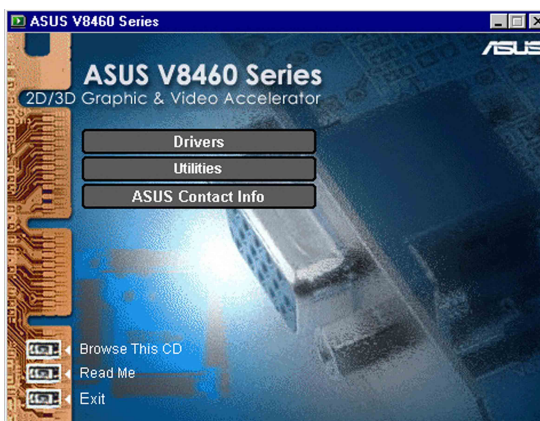 ASUS V8460 Series
ASUS
ASUS V8460 Series
2D/3D Graphic & Video Accelerator
Drivers
Utilities
ASUS Contact Info
Browse This CD
Read Me
Exit